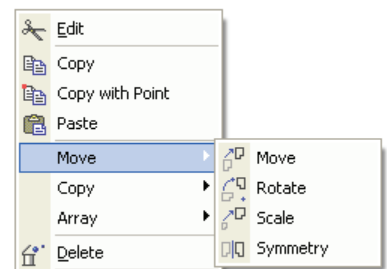 Edit
Copy
Copy with Point
Paste
Move
Copy
Array
Delete
Move
Rotate
Scale
Symmetry